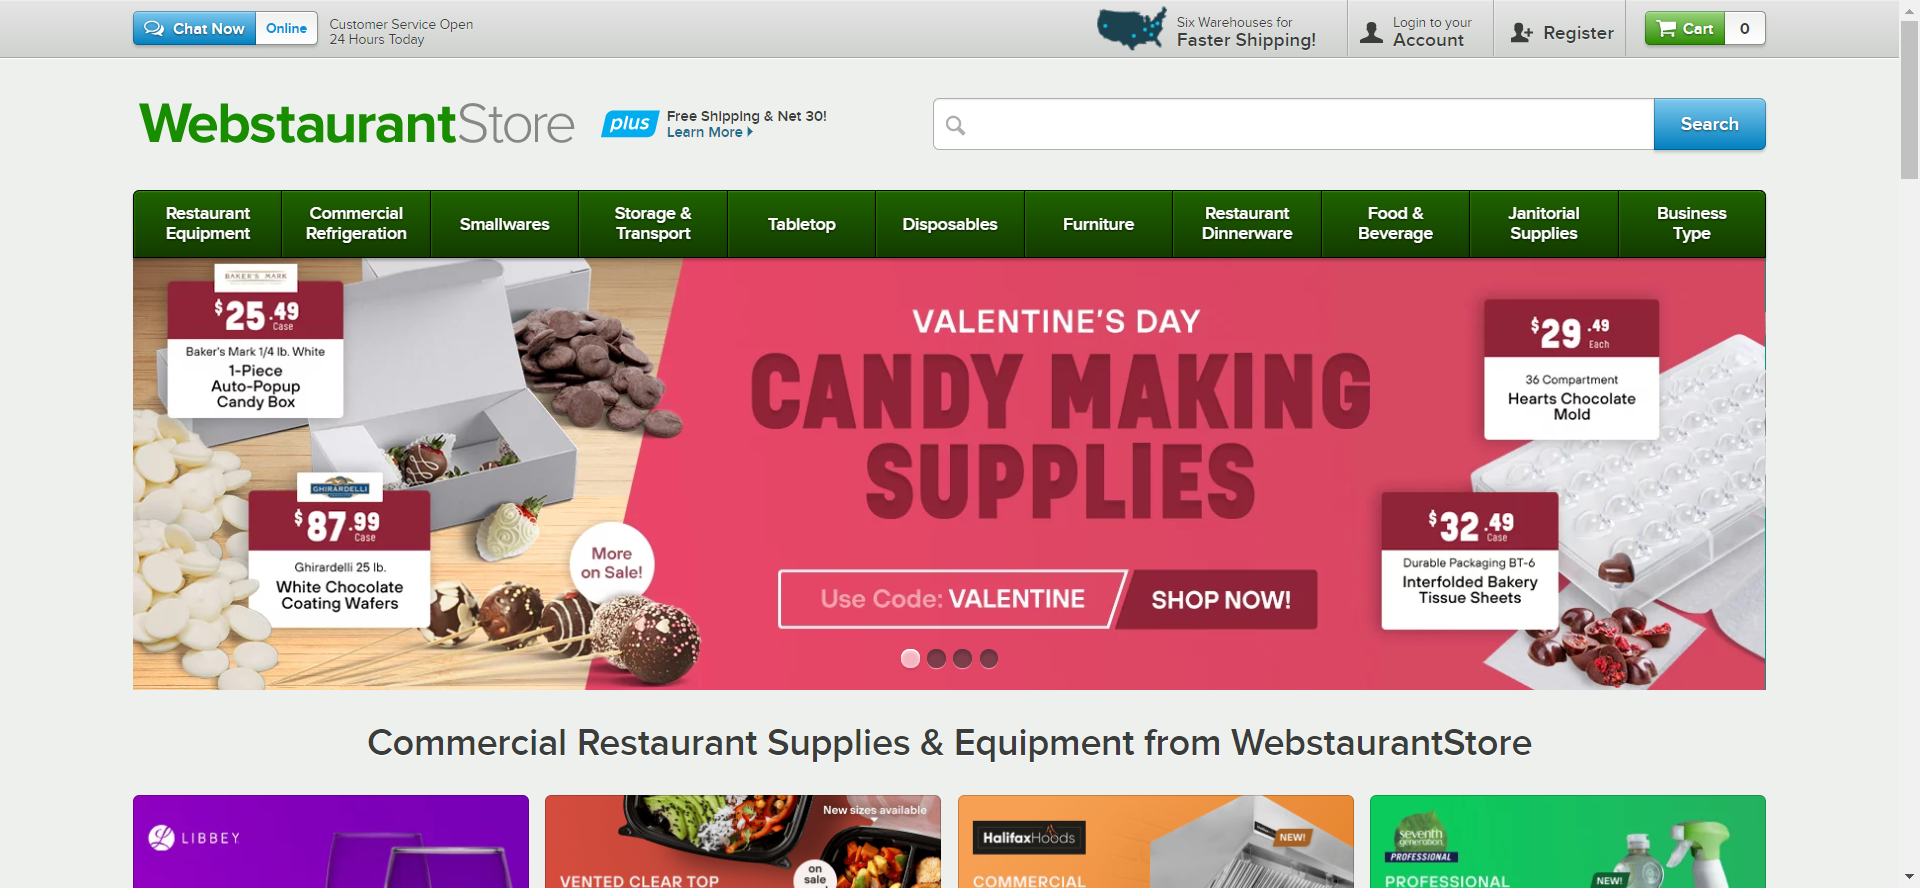 Chat Now
Online
Customer Service Open
24 Hours Today
Six Warehouses for
Faster Shipping!
Login to your
Account
Register
Cart
0
WebstaurantStore
plus
Free Shipping & Net 30!
Learn More
Search
Restaurant
Equipment
Commercial
Refrigeration
Smallwares
Storage &
Transport
Tabletop
Disposables
Furniture
Restaurant
Dinnerware
Food &
Beverage
Janitorial
Supplies
Business
Type
BAKER'S MARK
$25.49
Case
Baker's Mark 1/4 lb. White
1-Piece
Auto-Popup
Candy Box
GHIRARDELLI
$87.99
Case
Ghirardelli 25 lb.
White Chocolate
Coating Wafers
More
on Sale!
VALENTINE'S DAY
CANDY MAKING
SUPPLIES
Use Code: VALENTINE
SHOP NOW!
$29.49
Each
36 Compartment
Hearts Chocolate
Mold
$32.49
Case
Durable Packaging BT-6
Interfolded Bakery
Tissue Sheets
Commercial Restaurant Supplies & Equipment from WebstaurantStore
LIBBEY
New sizes available
on
sale
VENTED CLEAR TOP
HalifaxHoods
NEW!
COMMERCIAL
seventh
generation
PROFESSIONAL
NEW!
PROFESSIONAL